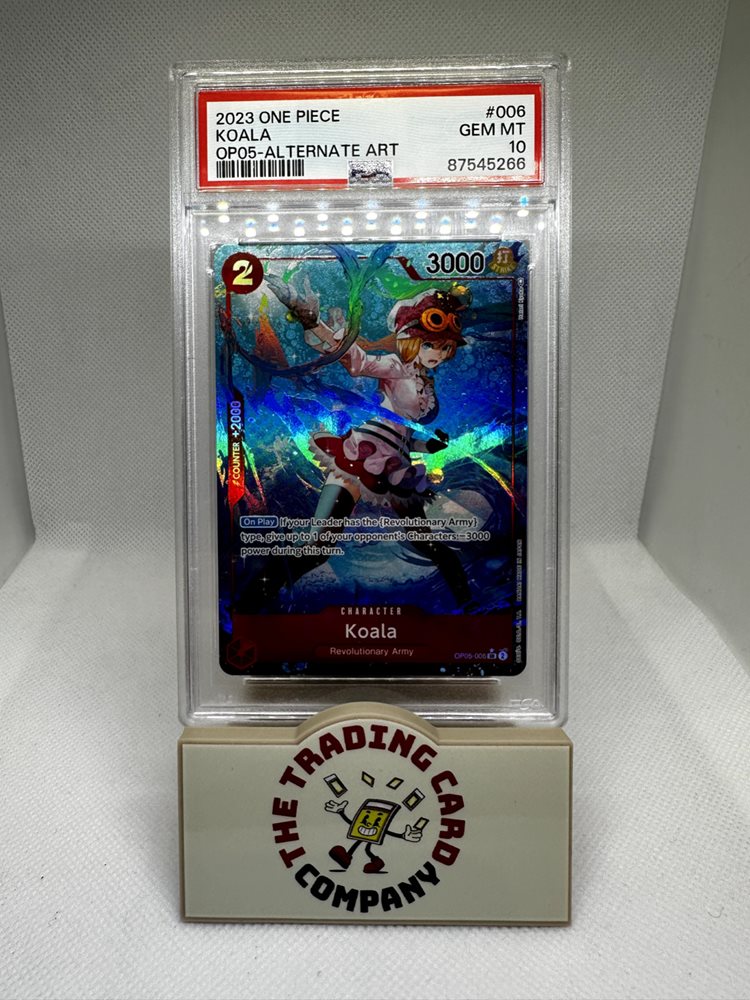 2023 ONE PIECE #006
KOALA GEM MT
OP05-ALTERNATE ART 10
87545266
2
3000
COUNTER +2000
On Play If your Leader has the {Revolutionary Army}
type, give up to 1 of your opponent's Characters −3000
power during this turn.
CHARACTER
Koala
Revolutionary Army
OP05-006
THE TRADING CARD
COMPANY